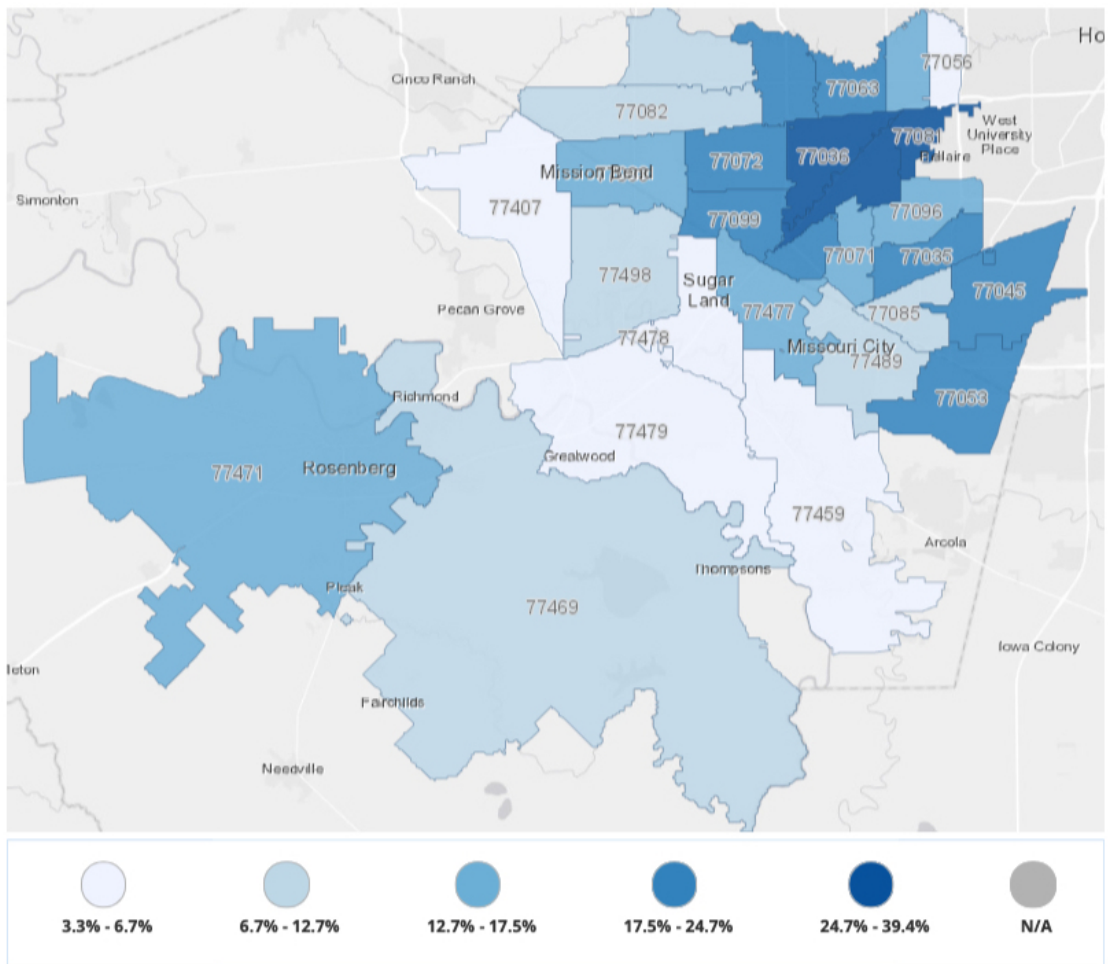 Ho
77056
Cinco Ranch
77063
77082
West
University
Place
77081
77036
Bellaire
77072
Mission Bend
Simonton
77407
77099
77096
77071
77035
77498
Sugar
Land
77045
Pecan Grove
77477
77085
77478
Missouri City
77489
Richmond
77053
77479
Greatwood
77471
Rosenberg
77459
Arcola
Thompsons
Pleak
77469
Iowa Colony
leton
Fairchilds
Needville
3.3% - 6.7%
6.7% - 12.7%
12.7% - 17.5%
17.5% - 24.7%
24.7% - 39.4%
N/A